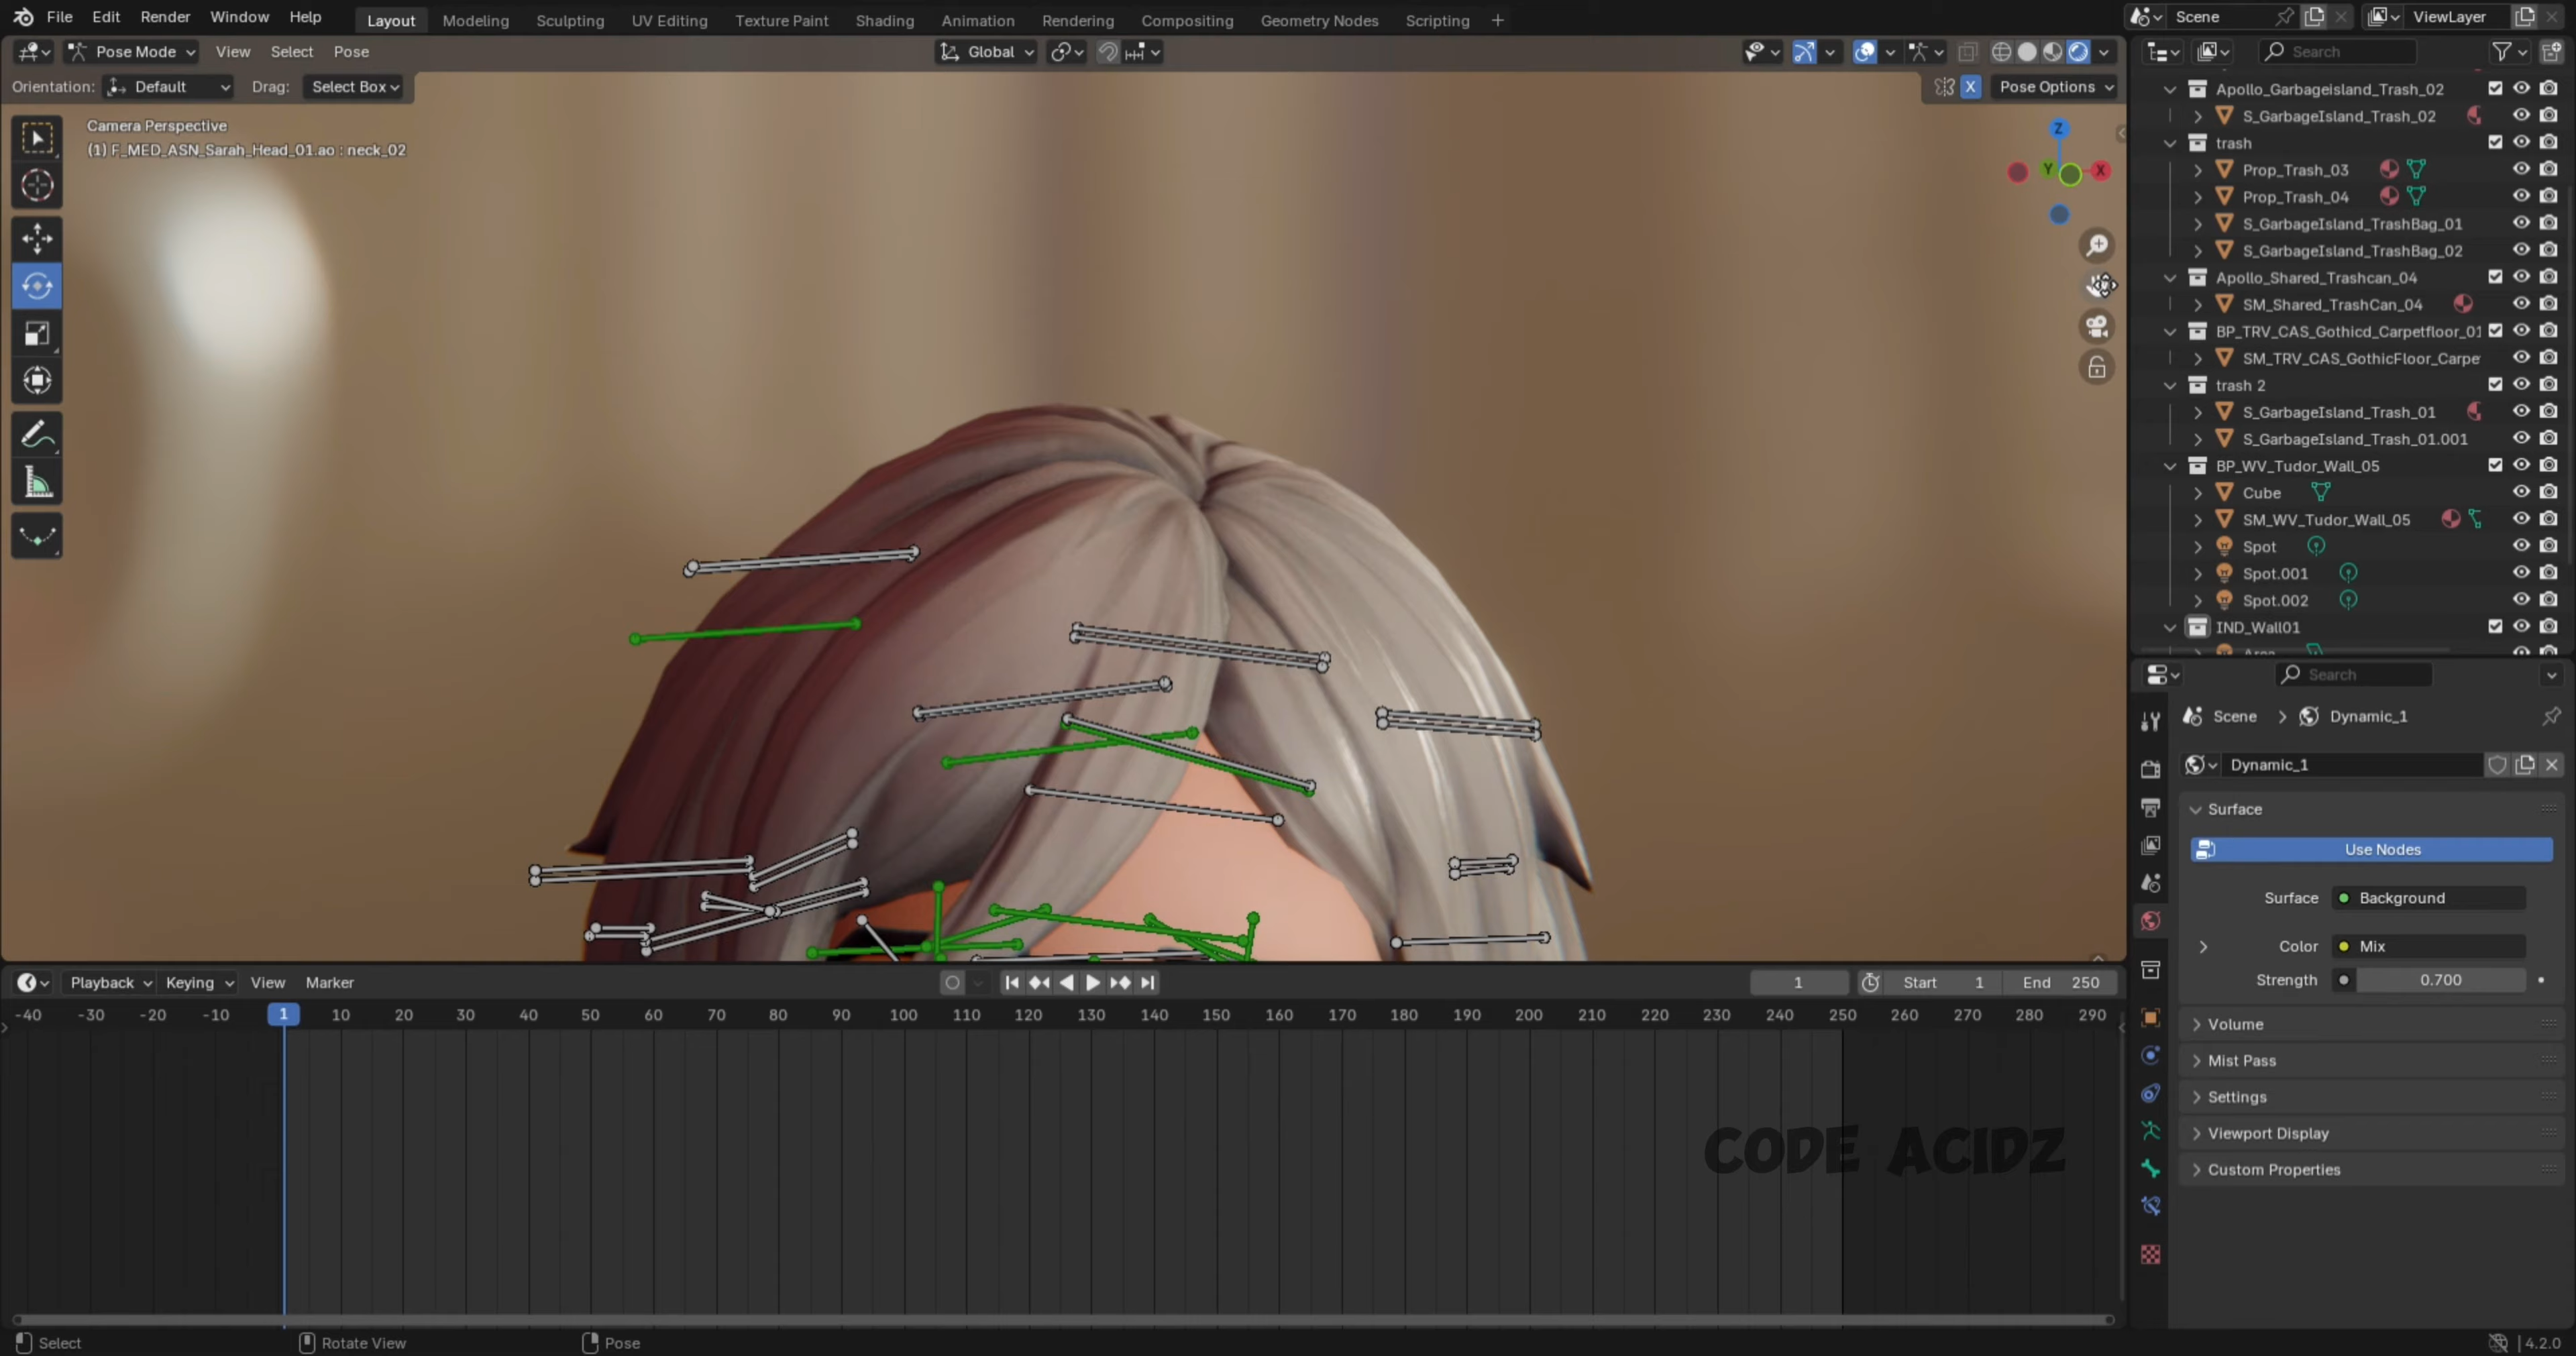 File Edit Render Window Help Layout Modeling Sculpting UV Editing Texture Paint Shading Animation Rendering Compositing Geometry Nodes Scripting + Scene ViewLayer
Pose Mode View Select Pose Global Search
Orientation: Default Drag: Select Box X Pose Options
Camera Perspective
(1) F_MED_ASN_Sarah_Head_01.ao : neck_02
Z
Y
X
Apollo_GarbageIsland_Trash_02
S_GarbageIsland_Trash_02
trash
Prop_Trash_03
Prop_Trash_04
S_GarbageIsland_TrashBag_01
S_GarbageIsland_TrashBag_02
Apollo_Shared_Trashcan_04
SM_Shared_TrashCan_04
BP_TRV_CAS_Gothicd_Carpetfloor_01
SM_TRV_CAS_GothicFloor_Carpe
trash 2
S_GarbageIsland_Trash_01
S_GarbageIsland_Trash_01.001
BP_WV_Tudor_Wall_05
Cube
SM_WV_Tudor_Wall_05
Spot
Spot.001
Spot.002
IND_Wall01
Search
Scene > Dynamic_1
Dynamic_1
Surface
Use Nodes
Surface Background
Color Mix
Strength 0.700
Volume
Mist Pass
Settings
Viewport Display
Custom Properties
Playback Keying View Marker 1 Start 1 End 250
-40 -30 -20 -10 1 10 20 30 40 50 60 70 80 90 100 110 120 130 140 150 160 170 180 190 200 210 220 230 240 250 260 270 280 290
CODE ACIDZ
Select Rotate View Pose 4.2.0